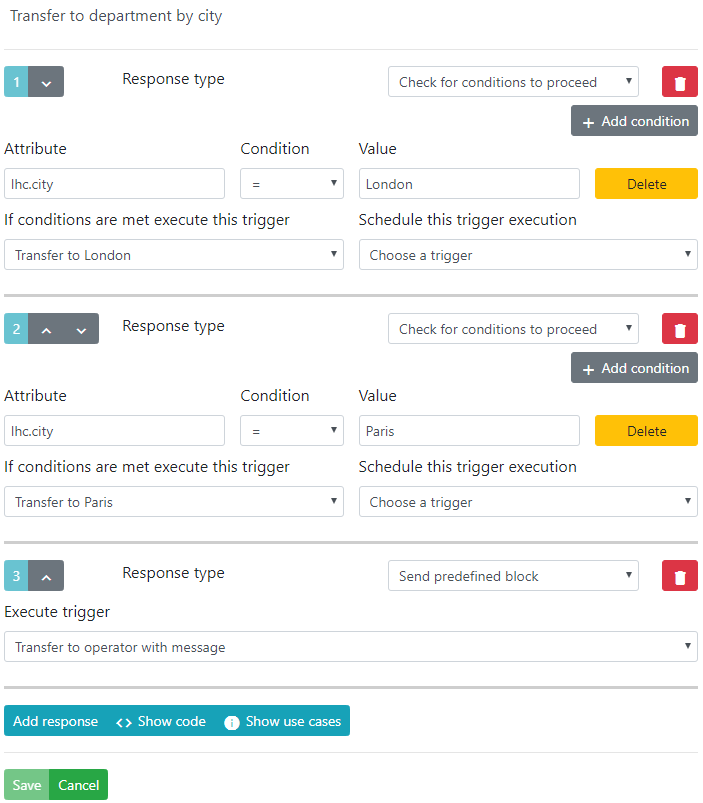 Transfer to department by city
1 Response type Check for conditions to proceed
+ Add condition
Attribute Condition Value
lhc.city = London Delete
If conditions are met execute this trigger Schedule this trigger execution
Transfer to London Choose a trigger
2 Response type Check for conditions to proceed
+ Add condition
Attribute Condition Value
lhc.city = Paris Delete
If conditions are met execute this trigger Schedule this trigger execution
Transfer to Paris Choose a trigger
3 Response type Send predefined block
Execute trigger
Transfer to operator with message
Add response <> Show code Show use cases
Save Cancel